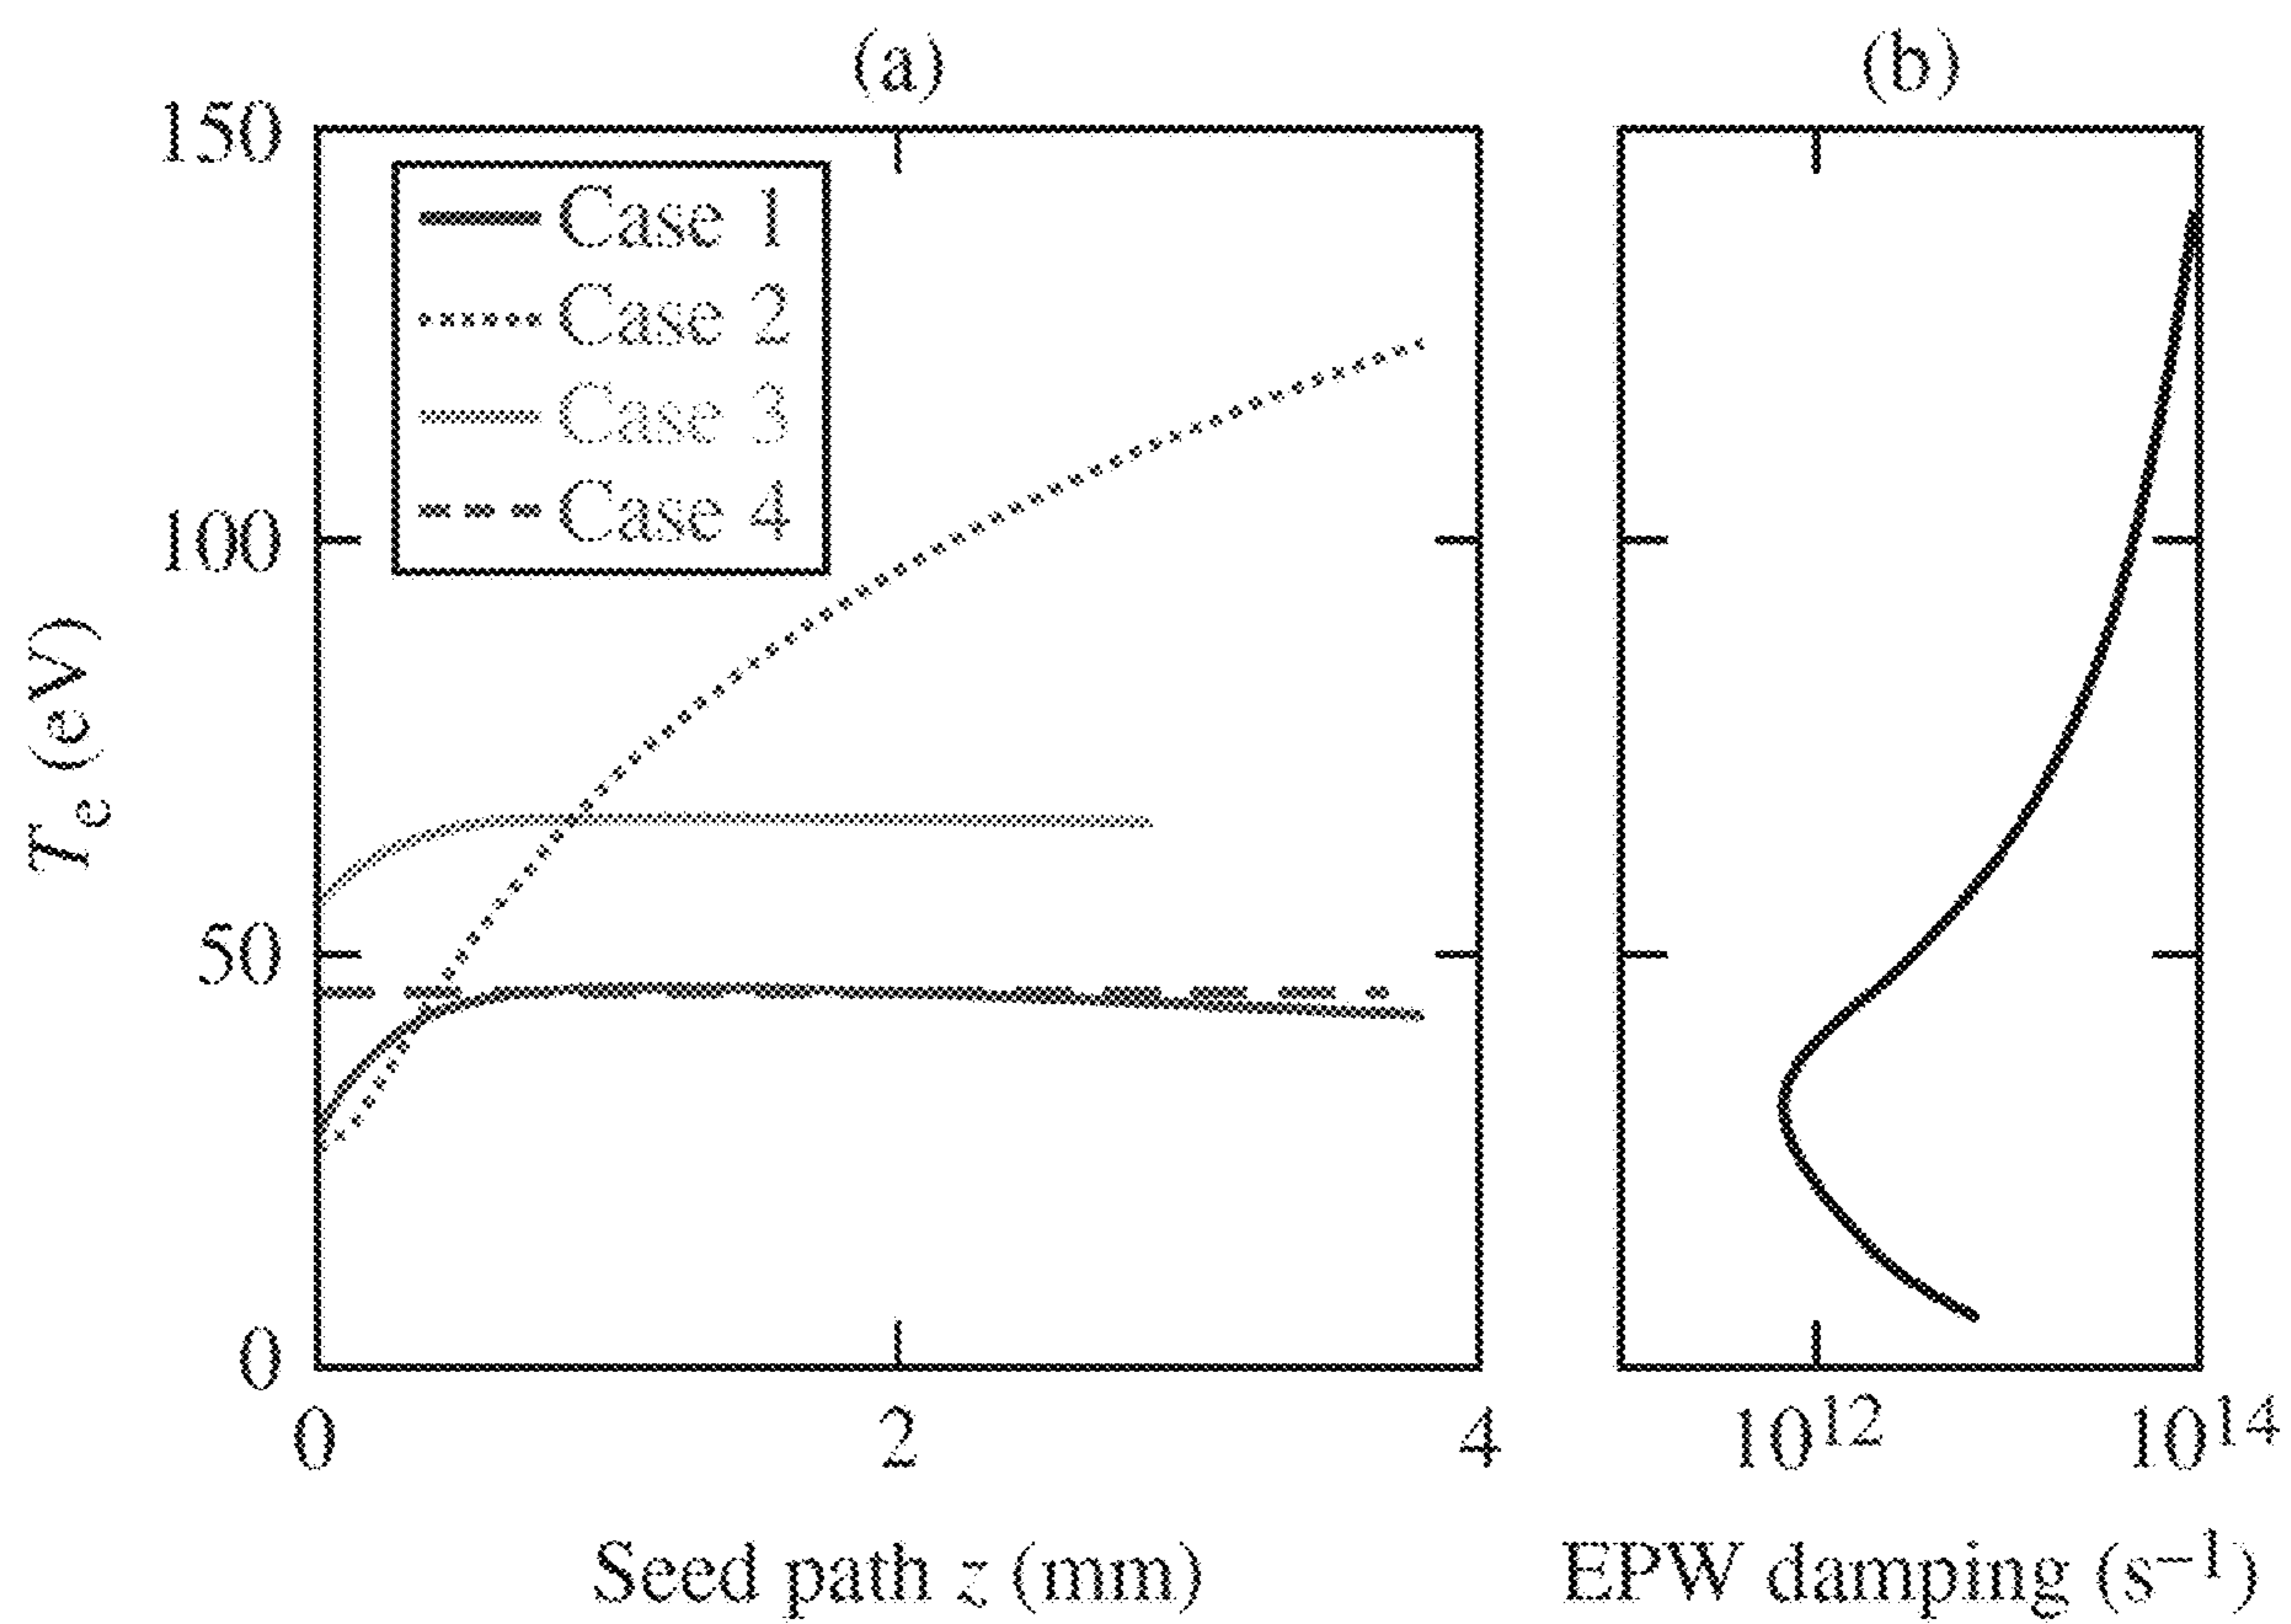 (a)
(b)
150
100
50
0
T_e (eV)
Case 1
Case 2
Case 3
Case 4
0 2 4
10^12 10^14
Seed path z (mm)
EPW damping (s^−1)